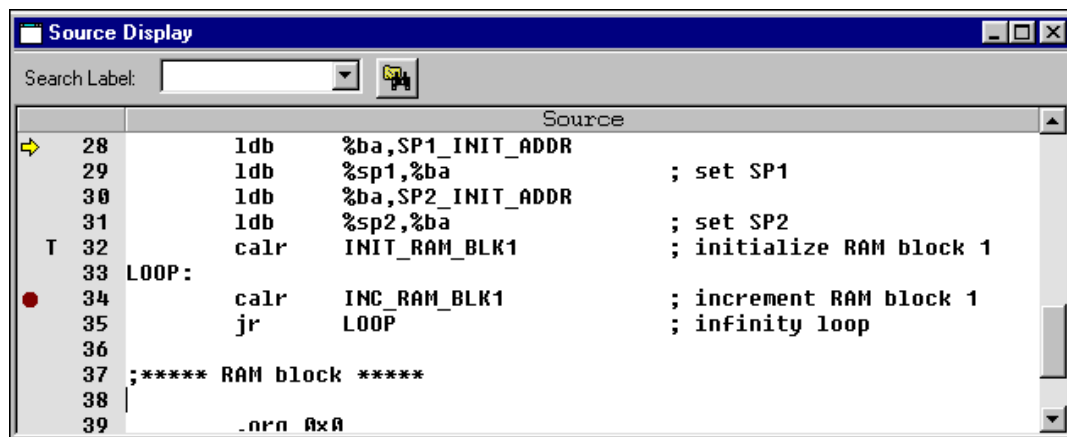 Source Display
Search Label:
Source
28 ldb %ba,SP1_INIT_ADDR
29 ldb %sp1,%ba ; set SP1
30 ldb %ba,SP2_INIT_ADDR
31 ldb %sp2,%ba ; set SP2
T 32 calr INIT_RAM_BLK1 ; initialize RAM block 1
33 LOOP:
34 calr INC_RAM_BLK1 ; increment RAM block 1
35 jr LOOP ; infinity loop
36
37 ;***** RAM block *****
38
39 .org 0x0